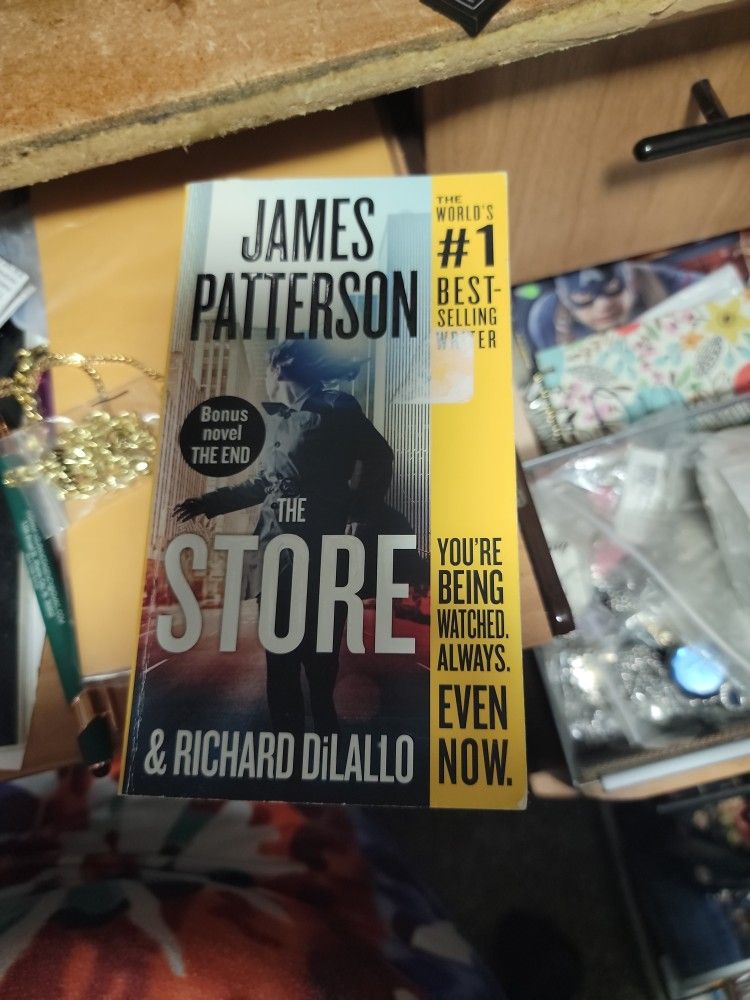 JAMES
PATTERSON
THE
WORLD'S
#1
BEST-
SELLING
WRITER
Bonus
novel
THE END
THE
STORE
& RICHARD DiLALLO
YOU'RE
BEING
WATCHED.
ALWAYS.
EVEN
NOW.